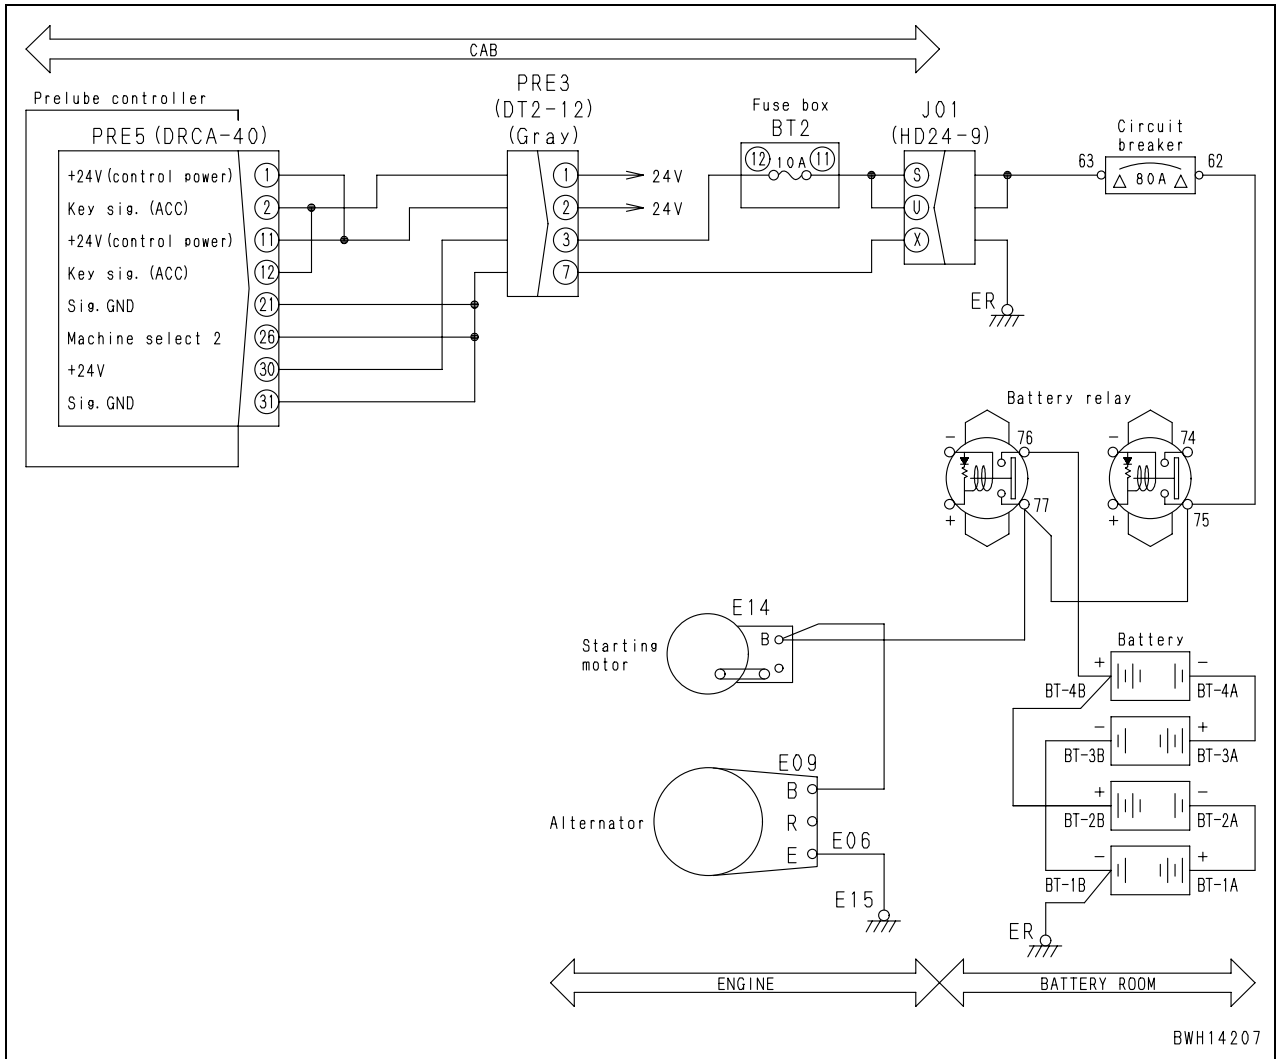 CAB
Prelube controller
PRE5 (DRCA-40)
+24V (control power) 1
Key sig. (ACC) 2
+24V (control power) 11
Key sig. (ACC) 12
Sig. GND 21
Machine select 2 26
+24V 30
Sig. GND 31
PRE3
(DT2-12)
(Gray)
1 24V
2 24V
3
7
Fuse box
BT2
12 10A 11
J01
(HD24-9)
S
U
X
ER
Circuit
breaker
63 80A 62
Battery relay
- 76
+ 77
- 74
+ 75
E14
Starting
motor
B
E09
Alternator
B
R
E
E06
E15
Battery
+ -
BT-4B BT-4A
- +
BT-3B BT-3A
+ -
BT-2B BT-2A
- +
BT-1B BT-1A
ER
ENGINE
BATTERY ROOM
BWH14207